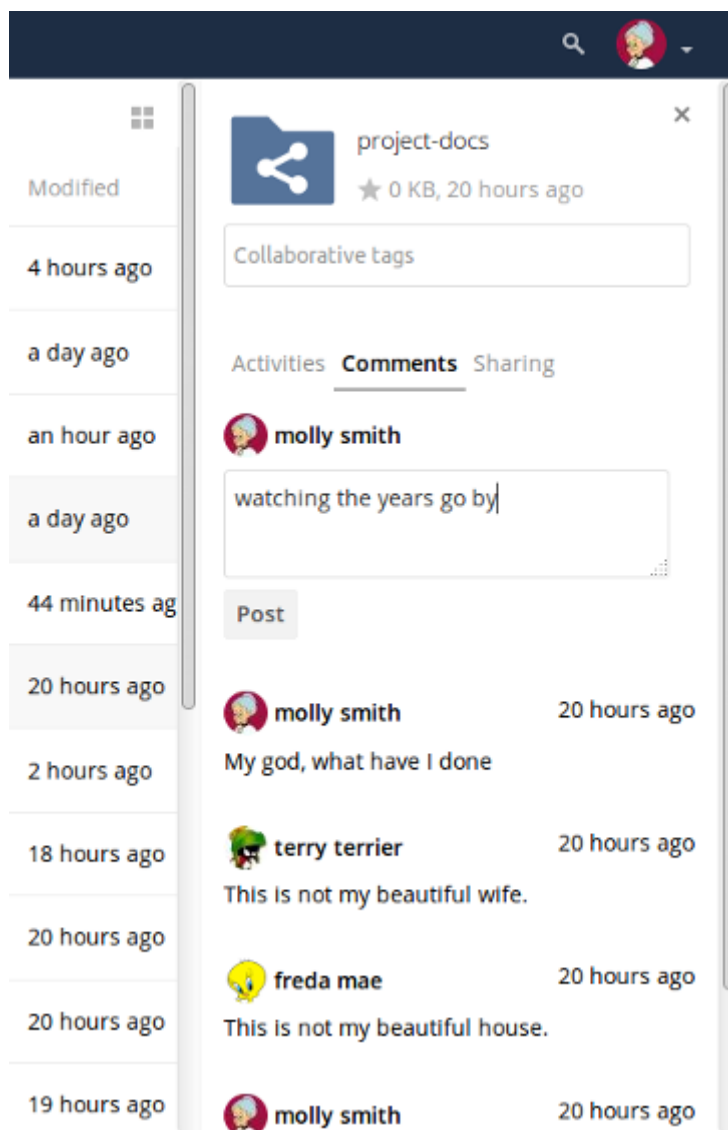 project-docs
0 KB, 20 hours ago
Modified
Collaborative tags
4 hours ago
a day ago
an hour ago
a day ago
44 minutes ag
20 hours ago
2 hours ago
18 hours ago
20 hours ago
20 hours ago
19 hours ago
Activities Comments Sharing
molly smith
watching the years go by
Post
molly smith 20 hours ago
My god, what have I done
terry terrier 20 hours ago
This is not my beautiful wife.
freda mae 20 hours ago
This is not my beautiful house.
molly smith 20 hours ago